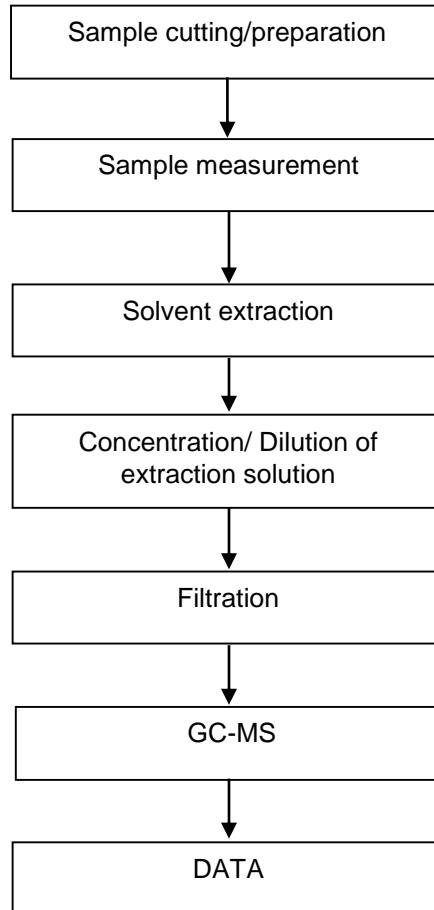 Sample cutting/preparation
Sample measurement
Solvent extraction
Concentration/ Dilution of
extraction solution
Filtration
GC-MS
DATA